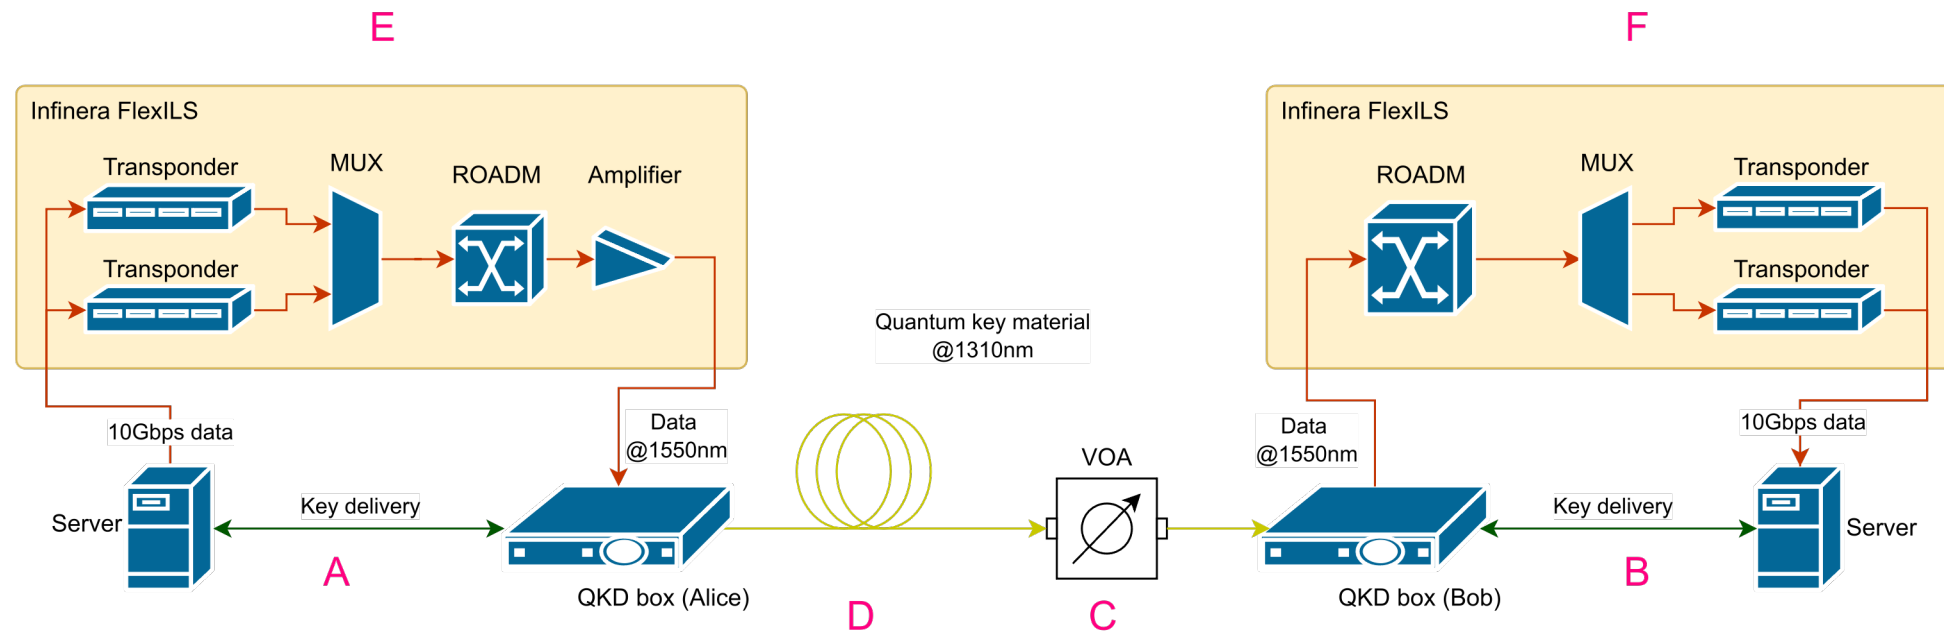 E
F
Infinera FlexILS
Transponder
MUX
ROADM
Amplifier
Transponder
Infinera FlexILS
ROADM
MUX
Transponder
Transponder
Quantum key material
@1310nm
10Gbps data
Data
@1550nm
VOA
Data
@1550nm
10Gbps data
Server
Key delivery
Key delivery
Server
A
B
QKD box (Alice)
QKD box (Bob)
D
C